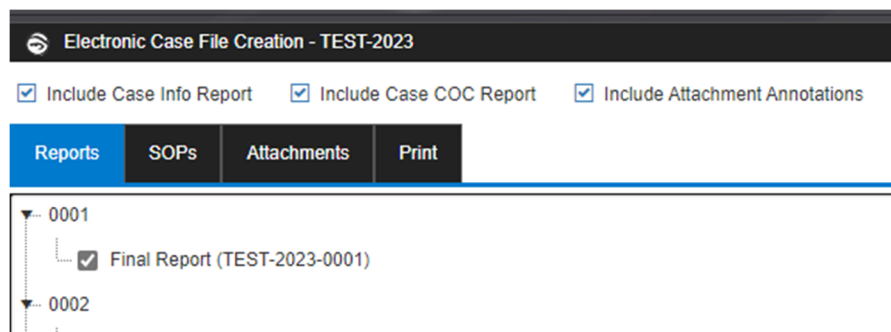 Electronic Case File Creation - TEST-2023
Include Case Info Report Include Case COC Report Include Attachment Annotations
Reports SOPs Attachments Print
0001
Final Report (TEST-2023-0001)
0002